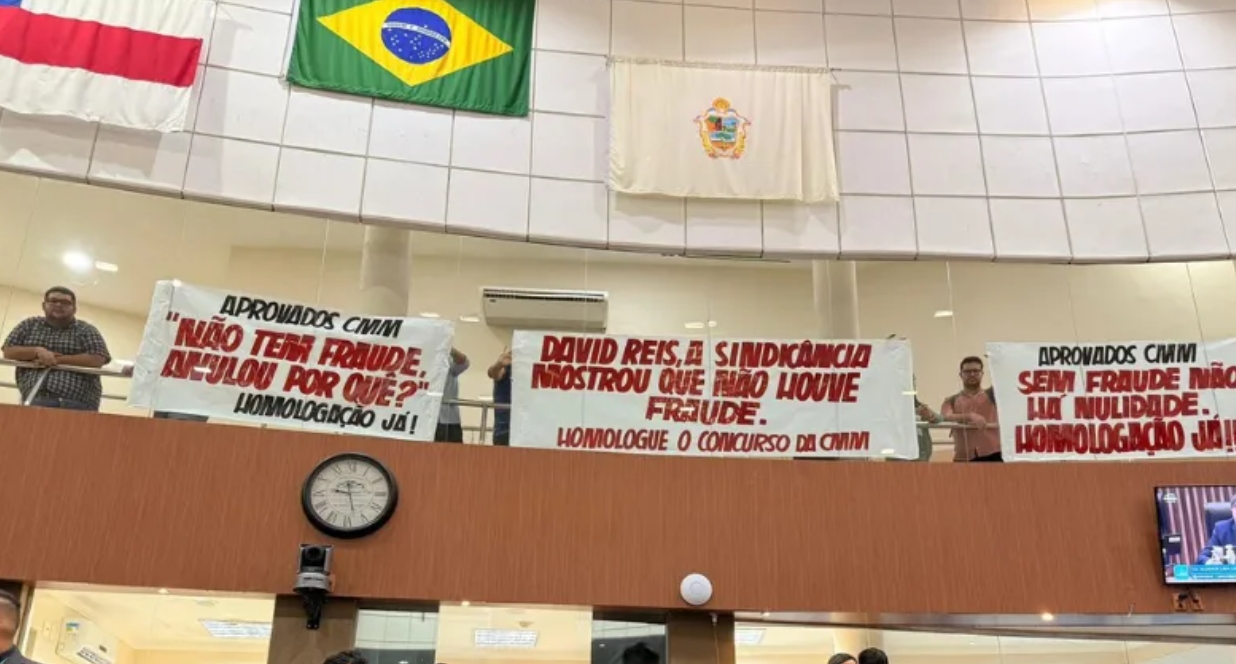 APROVADOS CMM
"NÃO TEM FRAUDE,
ANULOU POR QUÊ?"
HOMOLOGAÇÃO JÁ!
DAVID REIS, A SINDICÂNCIA
MOSTROU QUE NÃO HOUVE
FRAUDE.
HOMOLOGUE O CONCURSO DA CMM
APROVADOS CMM
SEM FRAUDE NÃO
HÁ NULIDADE.
HOMOLOGAÇÃO JÁ!